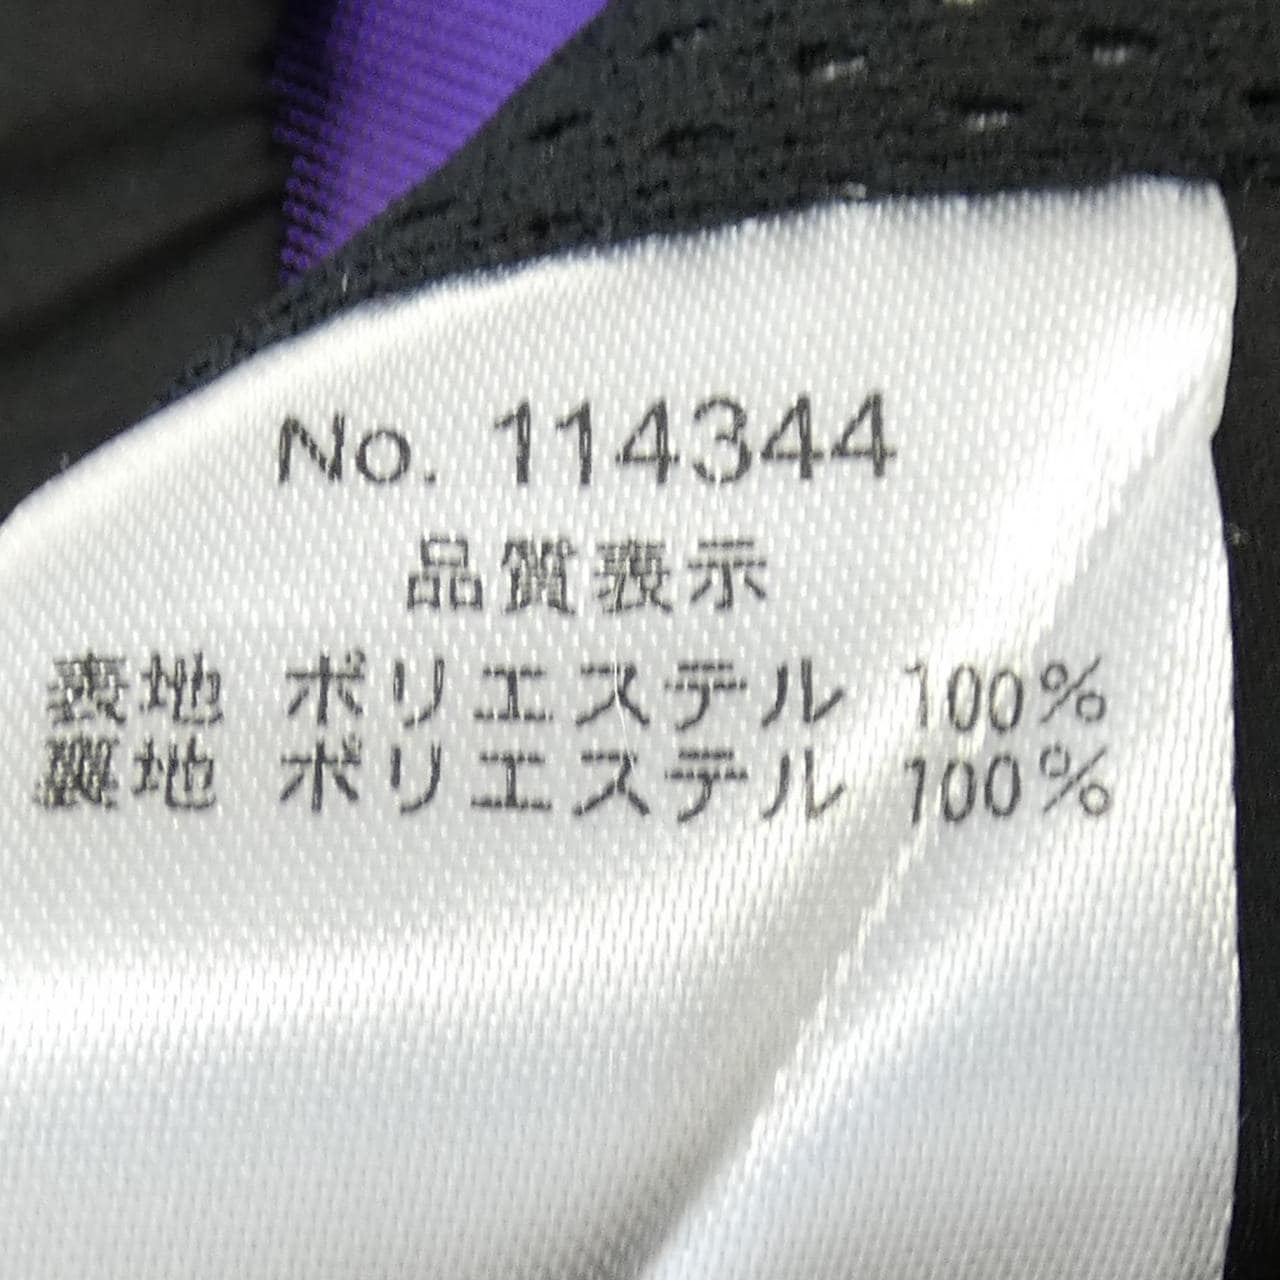 No. 114344
品質表示
表地 ポリエステル 100%
裏地 ポリエステル 100%